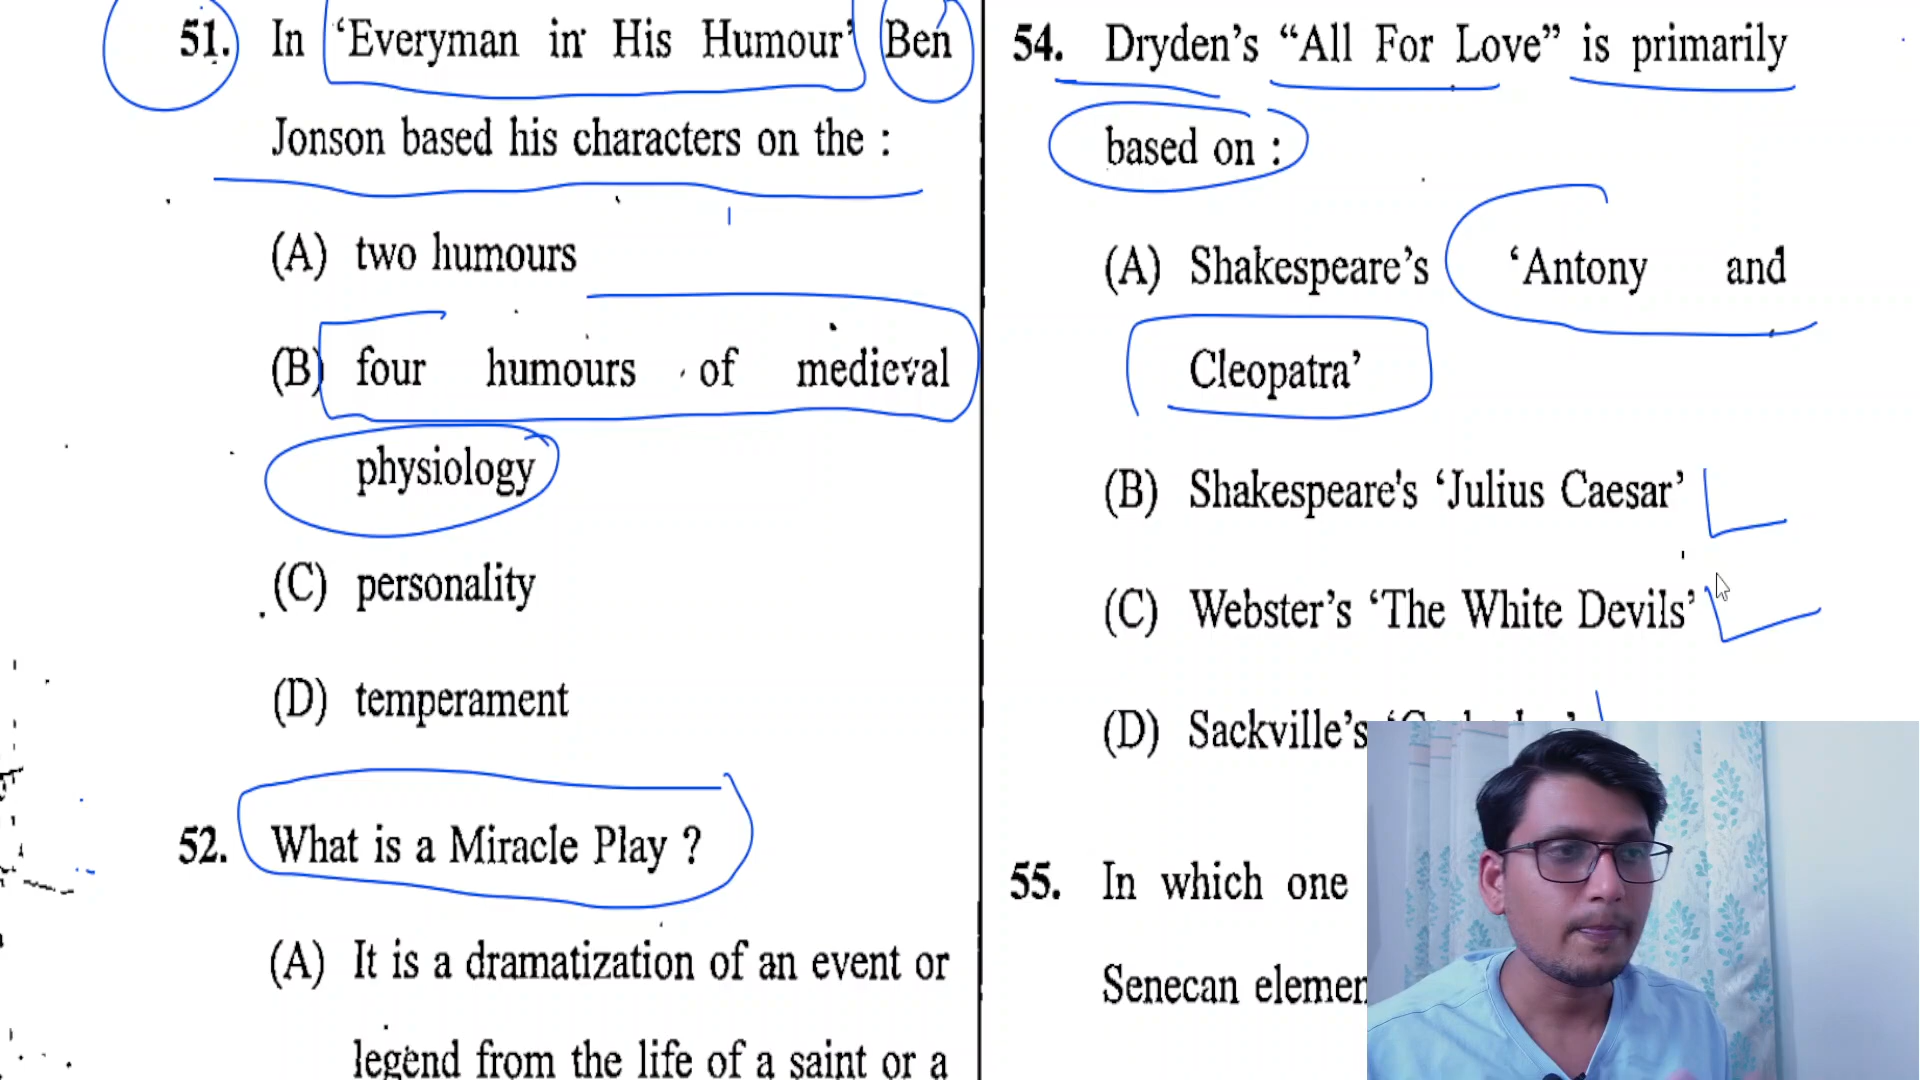 51. In ‘Everyman in His Humour’ Ben
Jonson based his characters on the :
(A) two humours
(B) four humours of medieval
physiology
(C) personality
(D) temperament
52. What is a Miracle Play ?
(A) It is a dramatization of an event or
legend from the life of a saint or a
54. Dryden’s “All For Love” is primarily
based on :
(A) Shakespeare’s ‘Antony and
Cleopatra’
(B) Shakespeare's ‘Julius Caesar’
(C) Webster’s ‘The White Devils’
(D) Sackville’s
55. In which one
Senecan